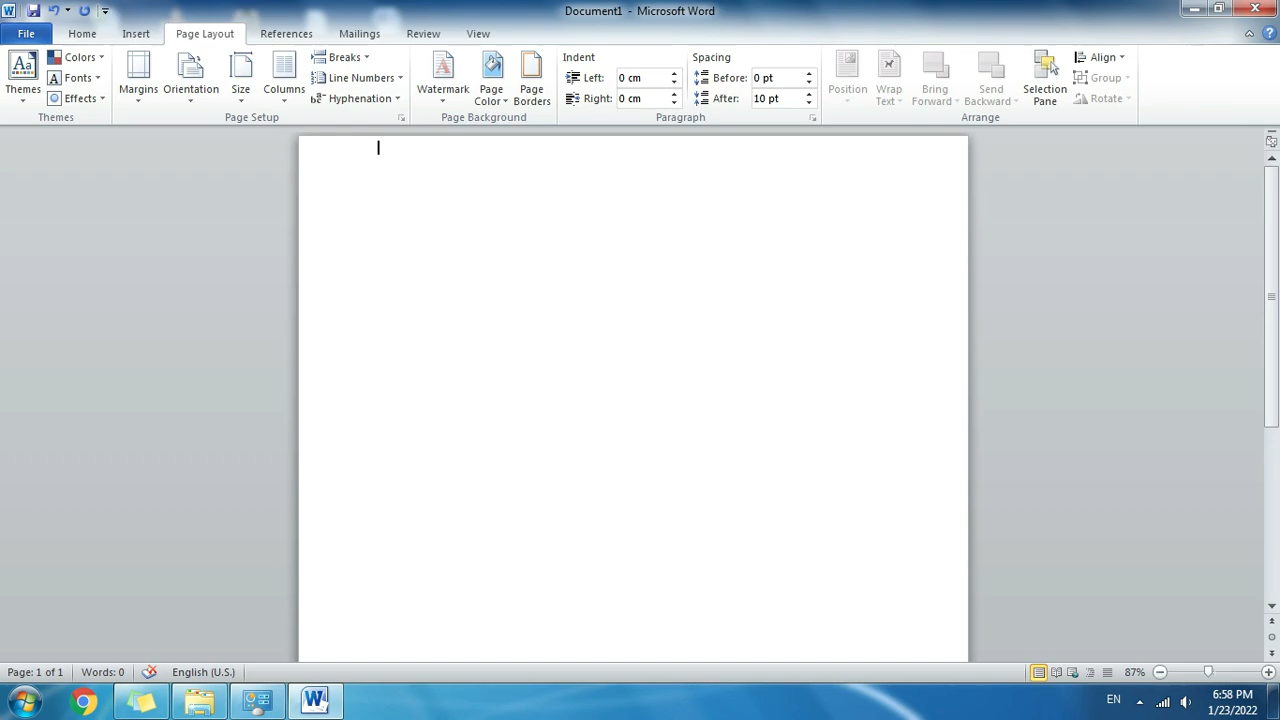 Document1 - Microsoft Word
File Home Insert Page Layout References Mailings Review View
Themes
Colors
Fonts
Effects
Themes
Margins
Orientation
Size
Columns
Breaks
Line Numbers
Hyphenation
Page Setup
Watermark
Page Color
Page Borders
Page Background
Indent
Left: 0 cm
Right: 0 cm
Spacing
Before: 0 pt
After: 10 pt
Paragraph
Position
Wrap Text
Bring Forward
Send Backward
Selection Pane
Align
Group
Rotate
Arrange
Page: 1 of 1 Words: 0 English (U.S.) 87%
EN 6:58 PM
1/23/2022